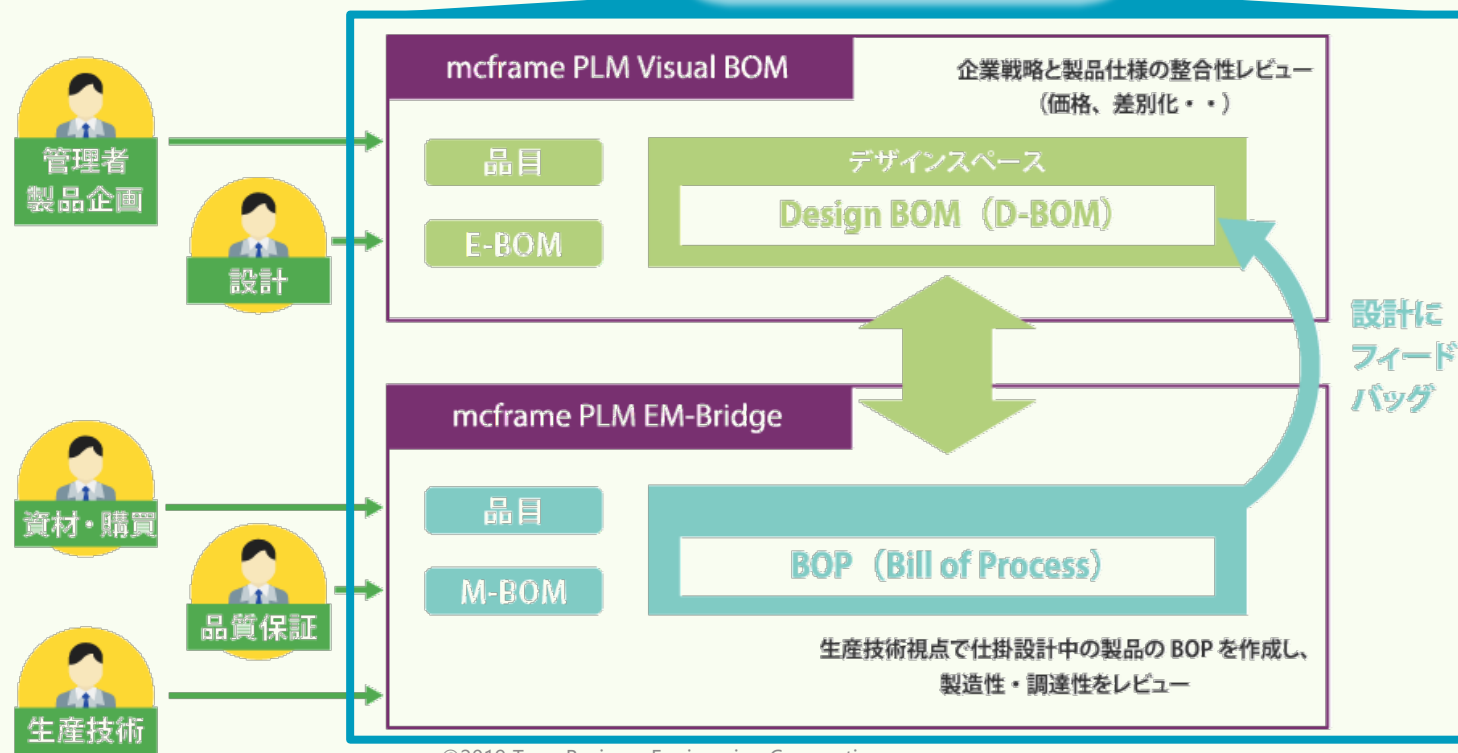 mcframe PLM Visual BOM
企業戦略と製品仕様の整合性レビュー
（価格、差別化・・）
管理者
製品企画
品目
デザインスペース
Design BOM（D-BOM）
E-BOM
設計
設計に
フィード
バッグ
mcframe PLM EM-Bridge
資材・購買
品目
BOP（Bill of Process）
M-BOM
品質保証
生産技術視点で仕掛設計中の製品の BOP を作成し、
製造性・調達性をレビュー
生産技術